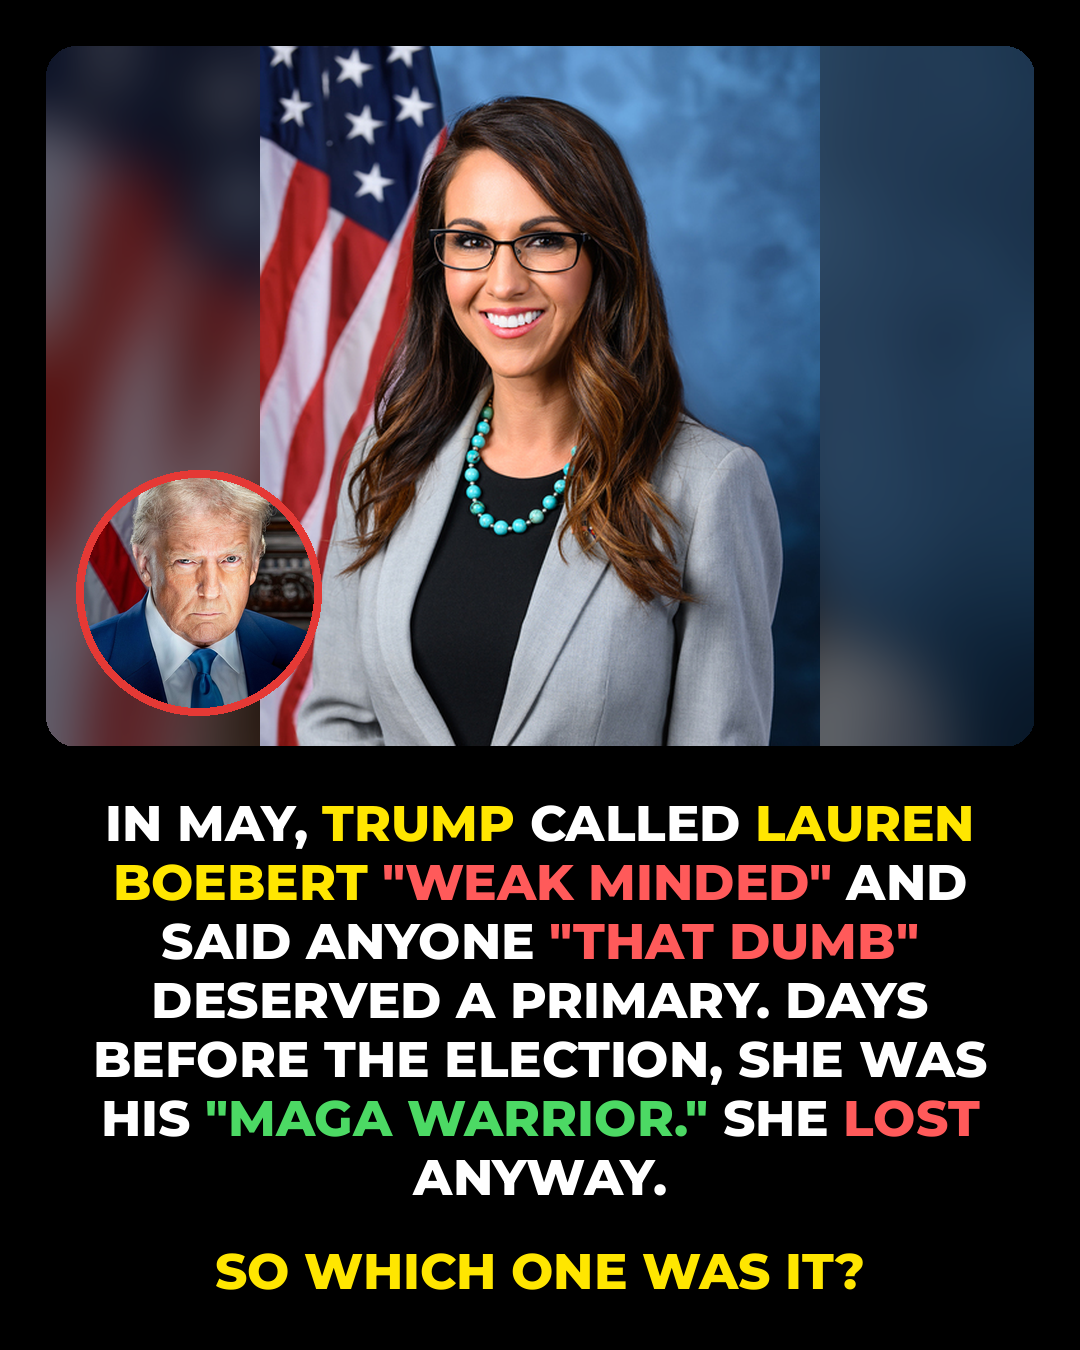 IN MAY, TRUMP CALLED LAUREN
BOEBERT "WEAK MINDED" AND
SAID ANYONE "THAT DUMB"
DESERVED A PRIMARY. DAYS
BEFORE THE ELECTION, SHE WAS
HIS "MAGA WARRIOR." SHE LOST
ANYWAY.
SO WHICH ONE WAS IT?